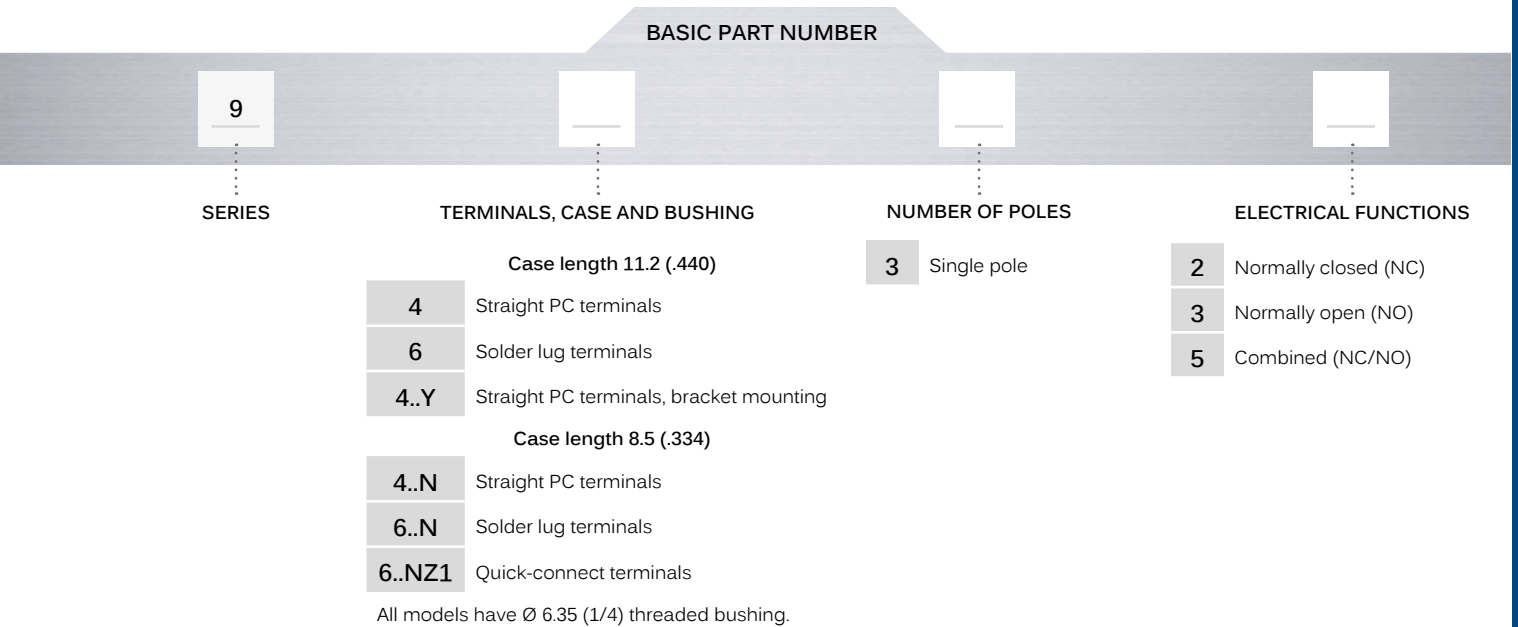 BASIC PART NUMBER
9
SERIES
TERMINALS, CASE AND BUSHING
NUMBER OF POLES
ELECTRICAL FUNCTIONS
Case length 11.2 (.440)
4 Straight PC terminals
6 Solder lug terminals
4..Y Straight PC terminals, bracket mounting
Case length 8.5 (.334)
4..N Straight PC terminals
6..N Solder lug terminals
6..NZ1 Quick-connect terminals
All models have Ø 6.35 (1/4) threaded bushing.
3 Single pole
2 Normally closed (NC)
3 Normally open (NO)
5 Combined (NC/NO)